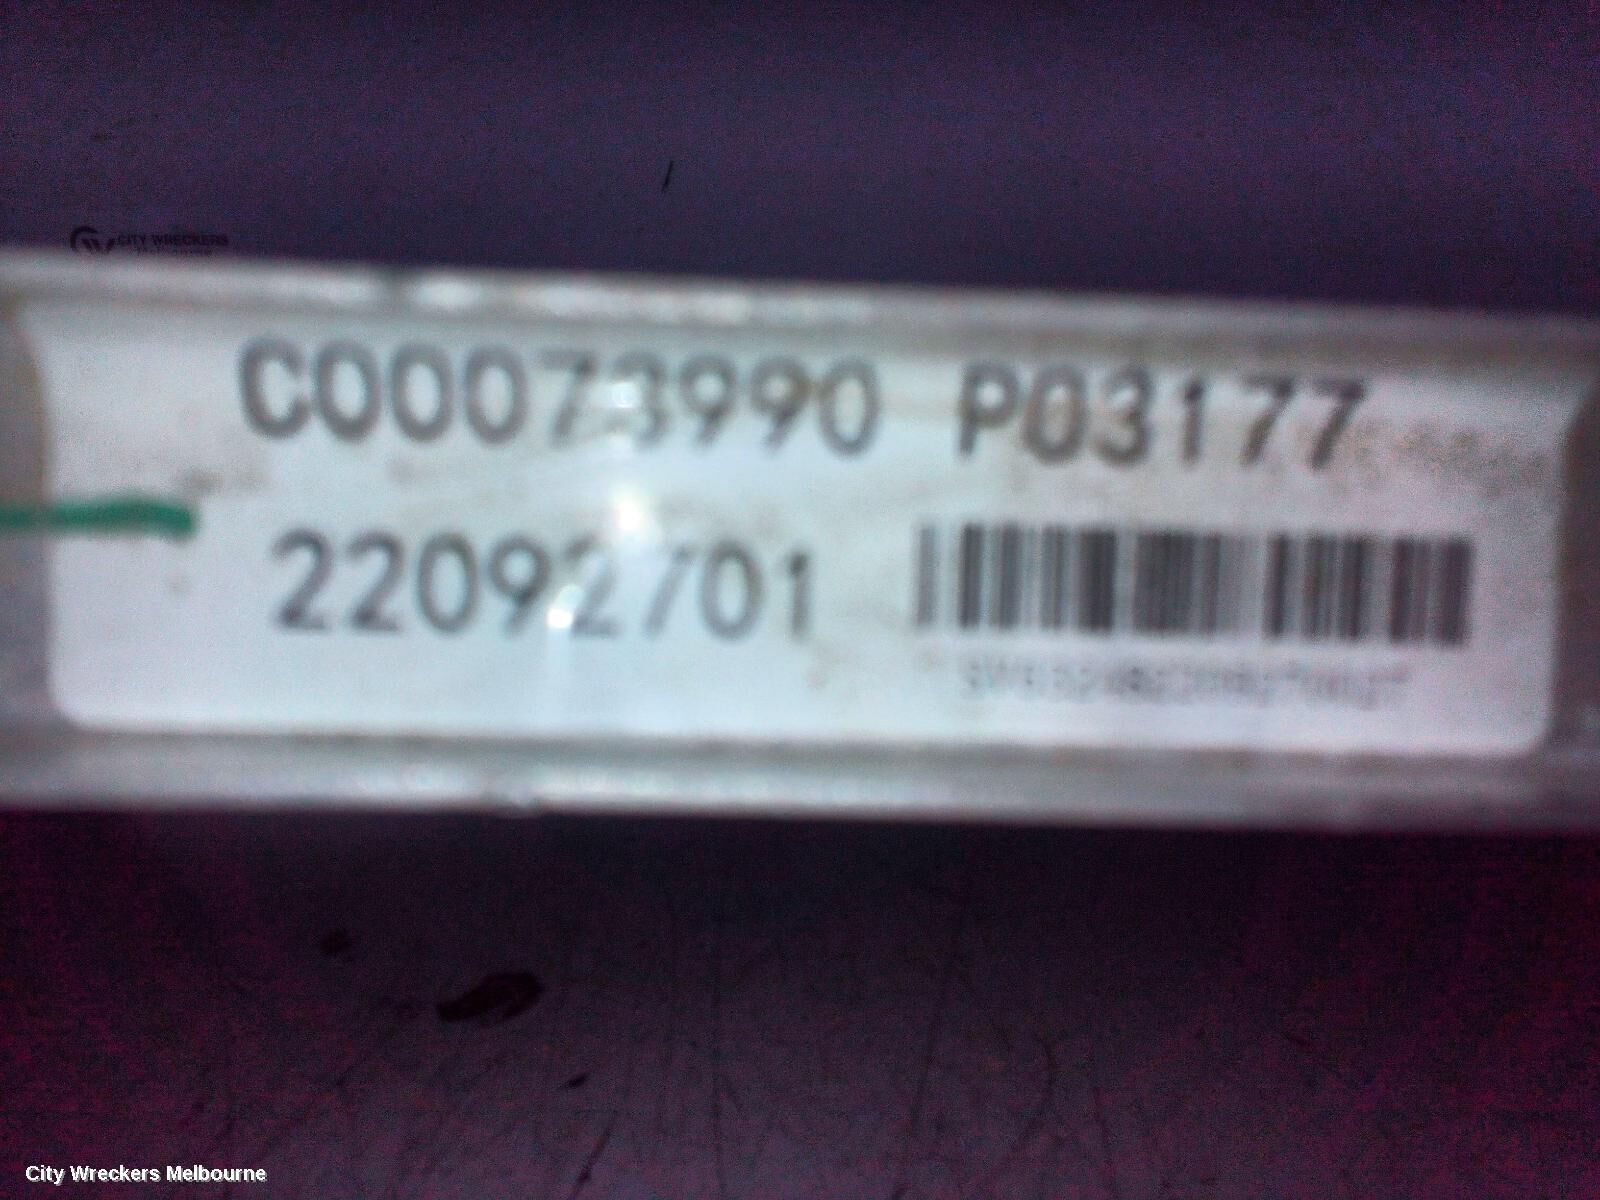 CITY WRECKERS
C00073990 P03177
22092701
City Wreckers Melbourne